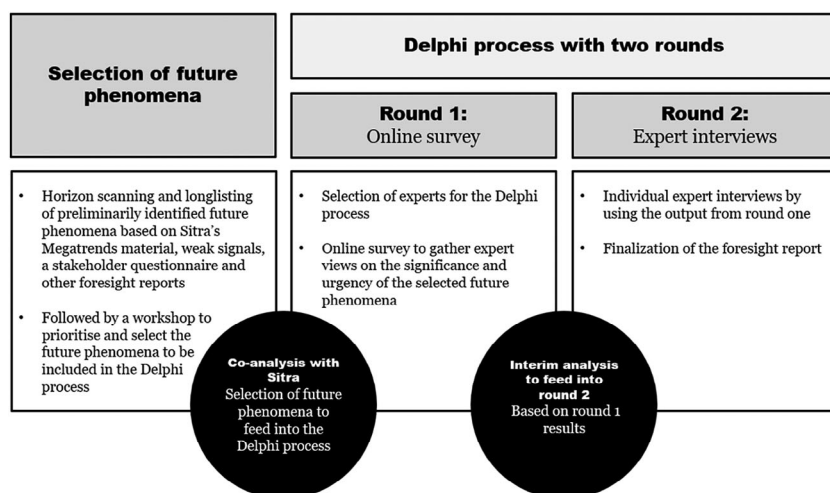 Selection of future
phenomena
Delphi process with two rounds
Round 1:
Online survey
Round 2:
Expert interviews
• Horizon scanning and longlisting
of preliminarily identified future
phenomena based on Sitra's
Megatrends material, weak signals,
a stakeholder questionnaire and
other foresight reports
• Followed by a workshop to
prioritise and select the
future phenomena to be
included in the Delphi
process
• Selection of experts for the Delphi
process
• Online survey to gather expert
views on the significance and
urgency of the selected future
phenomena
• Individual expert interviews by
using the output from round one
• Finalization of the foresight report
Co-analysis with
Sitra
Selection of future
phenomena to
feed into the
Delphi process
Interim analysis
to feed into
round 2
Based on round 1
results